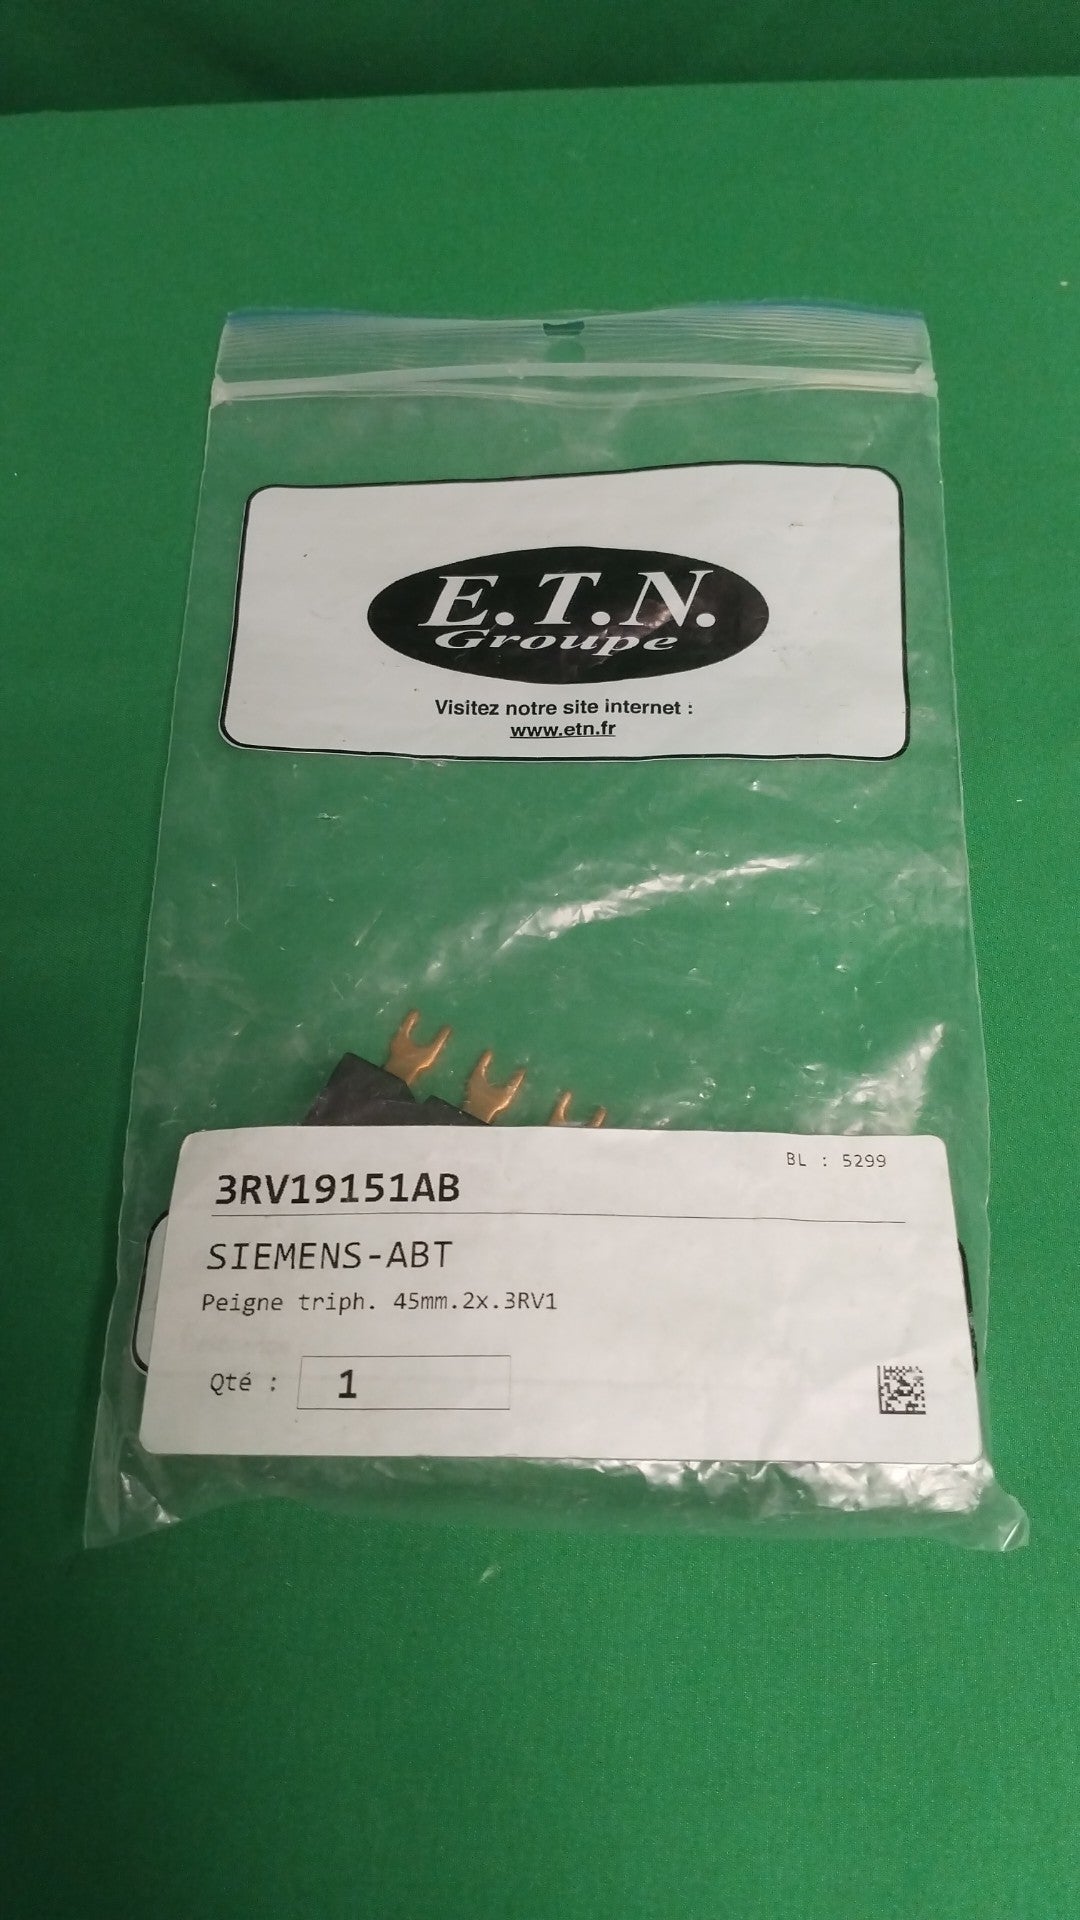 E.T.N.
Groupe
Visitez notre site internet :
www.etn.fr
BL : 5299
3RV19151AB
SIEMENS-ABT
Peigne triph. 45mm.2x.3RV1
Qté : 1